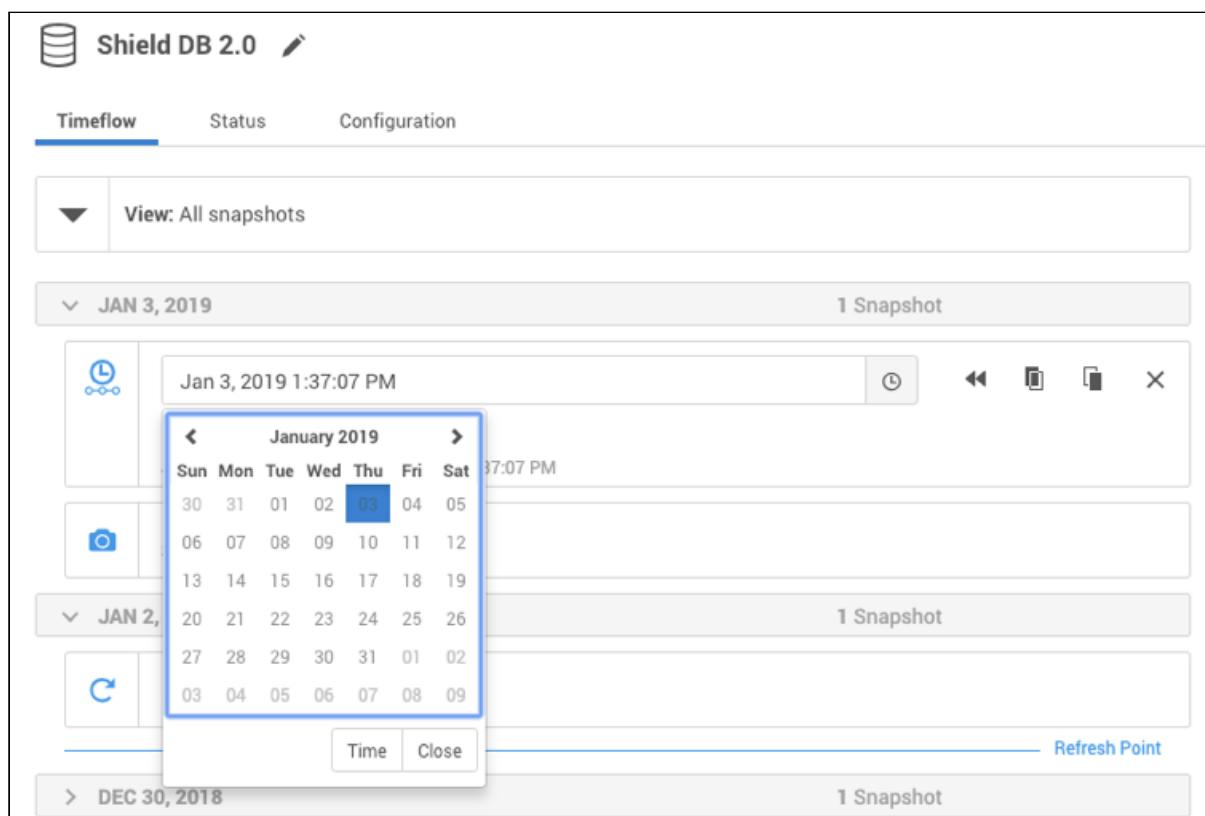 Shield DB 2.0
Timeflow Status Configuration
View: All snapshots
JAN 3, 2019 1 Snapshot
Jan 3, 2019 1:37:07 PM
January 2019
Sun Mon Tue Wed Thu Fri Sat
37:07 PM
30 31 01 02 03 04 05
06 07 08 09 10 11 12
13 14 15 16 17 18 19
20 21 22 23 24 25 26
27 28 29 30 31 01 02
03 04 05 06 07 08 09
Time Close
JAN 2, 1 Snapshot
Refresh Point
DEC 30, 2018 1 Snapshot